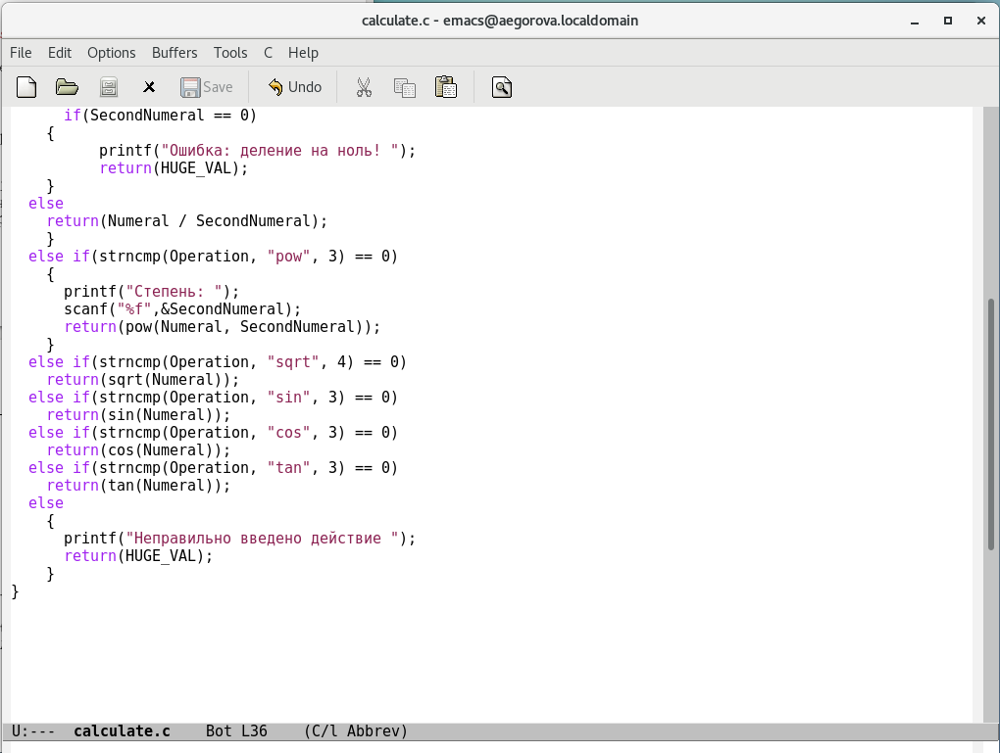 calculate.c - emacs@aegorova.localdomain
File Edit Options Buffers Tools C Help
Save Undo
if(SecondNumeral == 0)
{
printf("Ошибка: деление на ноль! ");
return(HUGE_VAL);
}
else
return(Numeral / SecondNumeral);
}
else if(strncmp(Operation, "pow", 3) == 0)
{
printf("Степень: ");
scanf("%f",&SecondNumeral);
return(pow(Numeral, SecondNumeral));
}
else if(strncmp(Operation, "sqrt", 4) == 0)
return(sqrt(Numeral));
else if(strncmp(Operation, "sin", 3) == 0)
return(sin(Numeral));
else if(strncmp(Operation, "cos", 3) == 0)
return(cos(Numeral));
else if(strncmp(Operation, "tan", 3) == 0)
return(tan(Numeral));
else
{
printf("Неправильно введено действие ");
return(HUGE_VAL);
}
}
U:--- calculate.c Bot L36 (C/l Abbrev)